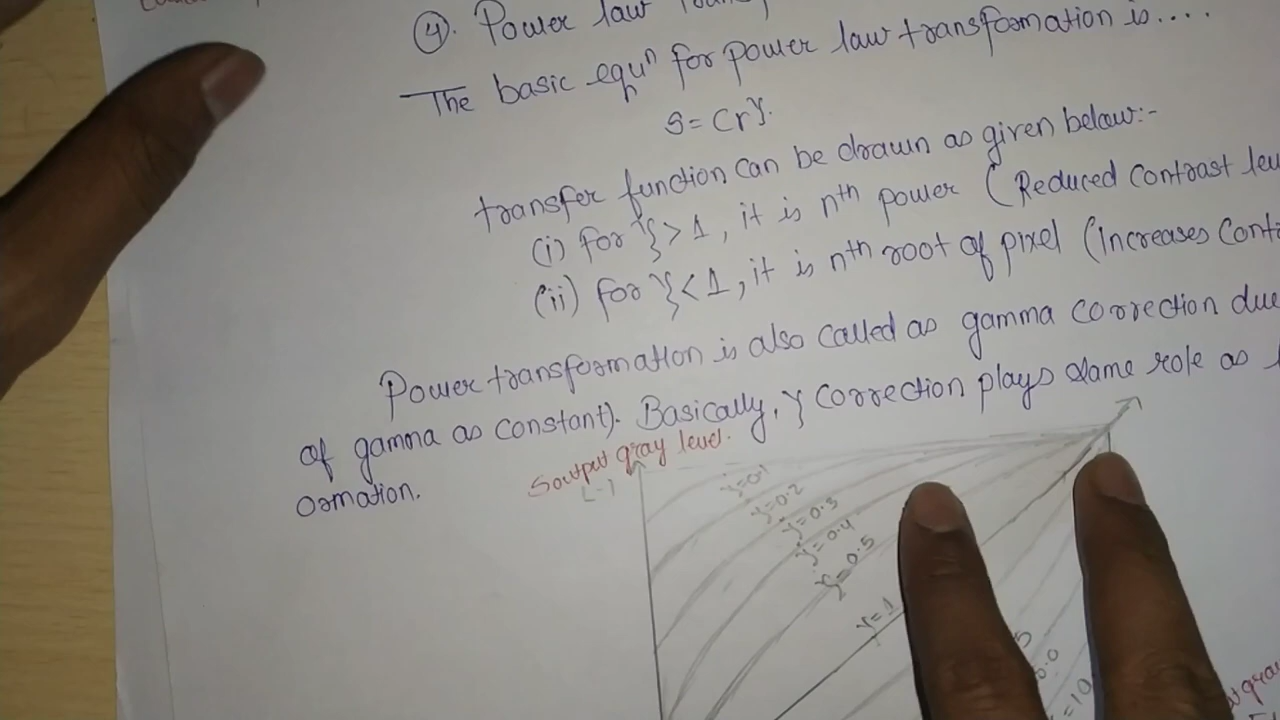 ④. Power law
The basic equⁿ for power law transformation is....
S = Cr^γ.
transfer function can be drawn as given below:-
(i) for γ > 1, it is nth power (Reduced Contrast
(ii) for γ < 1, it is nth root of pixel (Increases
Power transformation is also called as gamma correction due
of gamma as constant). Basically, γ correction plays same role as
ormation.
S output gray level.
L-1
γ=0.1
γ=0.2
γ=0.3
γ=0.4
γ=0.5
γ=1